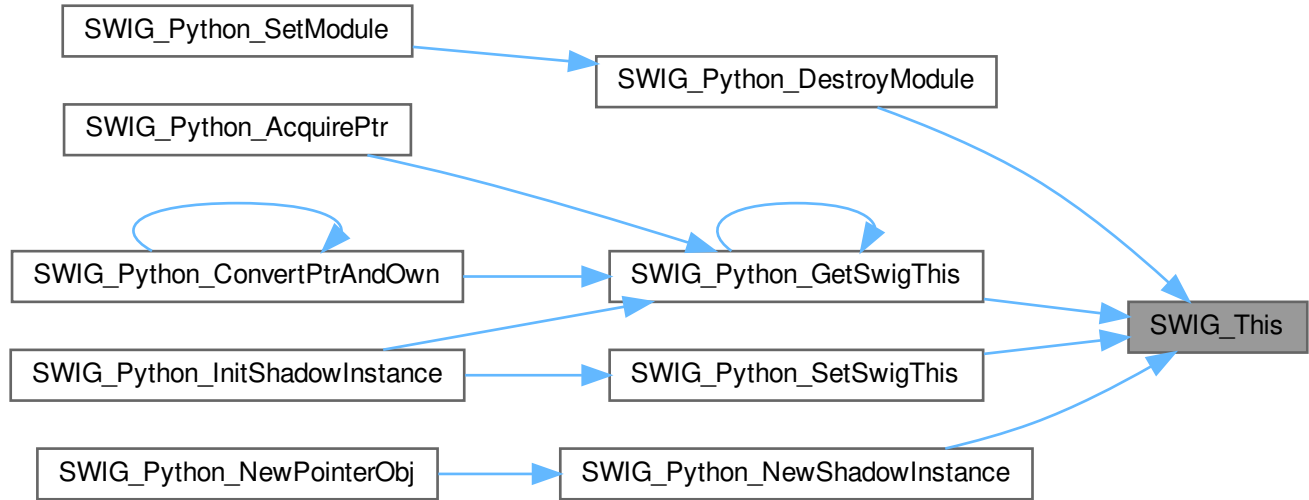 SWIG_Python_SetModule
SWIG_Python_DestroyModule
SWIG_Python_AcquirePtr
SWIG_Python_ConvertPtrAndOwn
SWIG_Python_GetSwigThis
SWIG_This
SWIG_Python_InitShadowInstance
SWIG_Python_SetSwigThis
SWIG_Python_NewPointerObj
SWIG_Python_NewShadowInstance